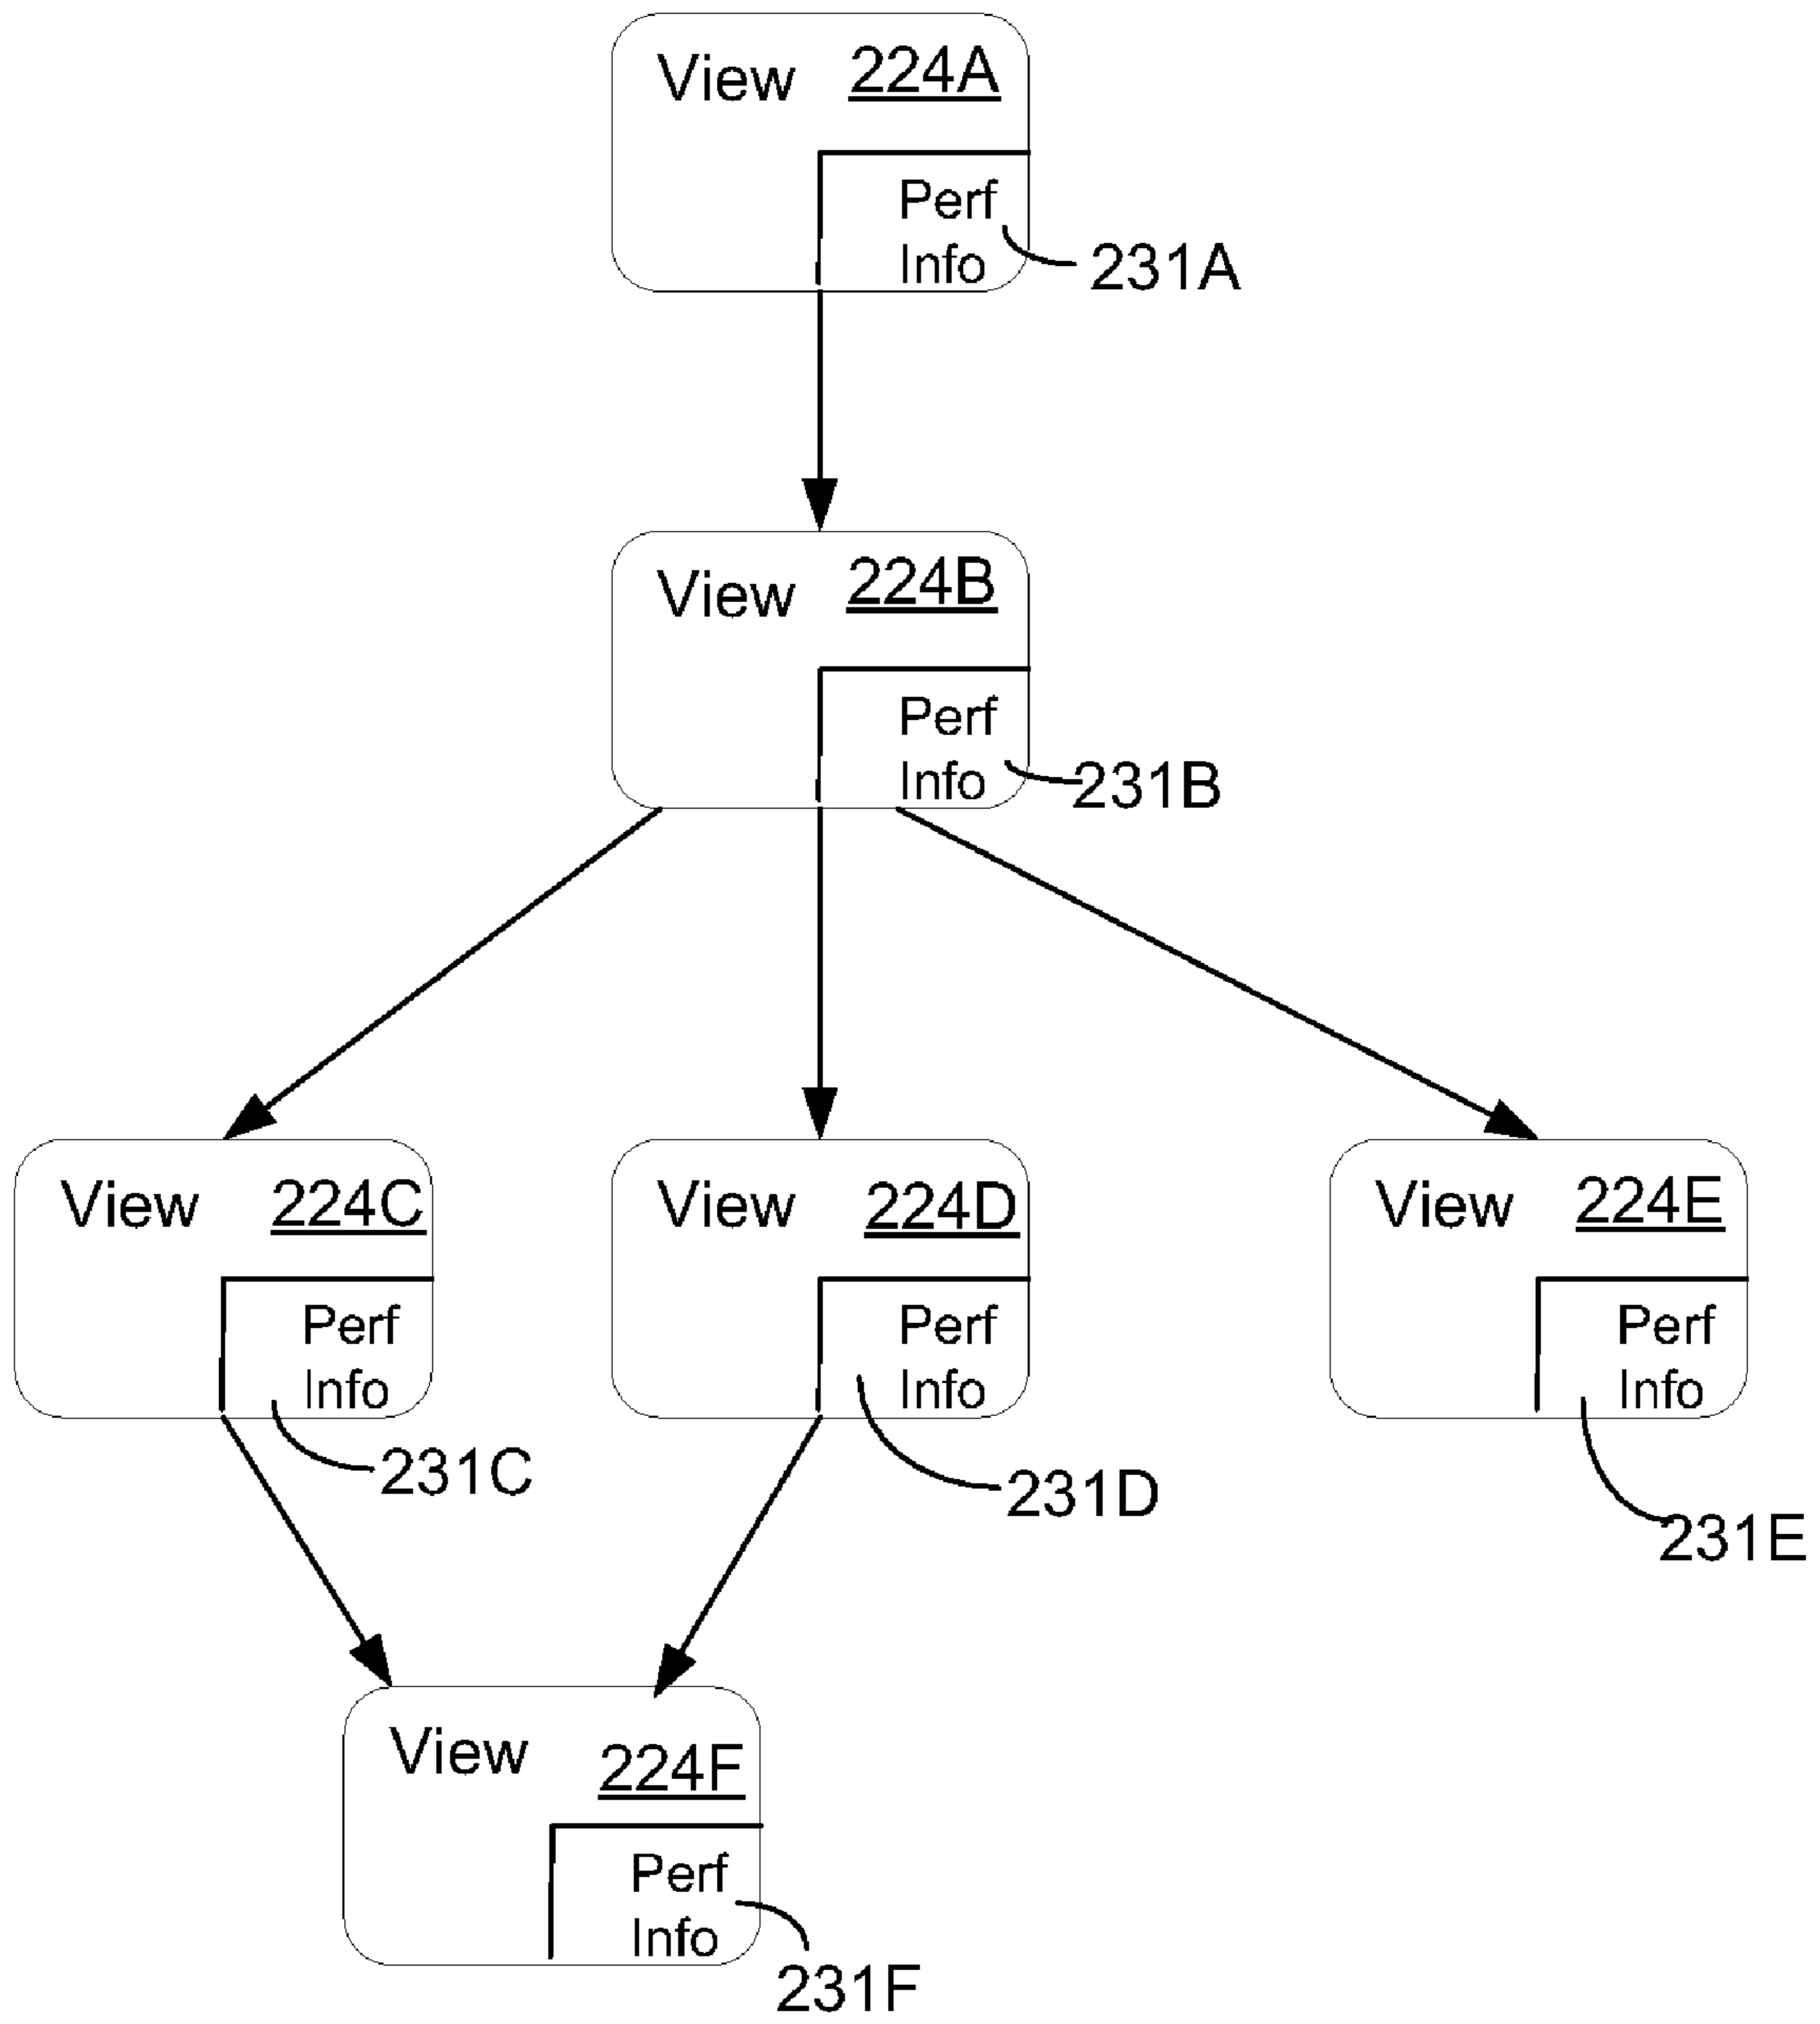 View 224A
Perf
Info
231A
View 224B
Perf
Info
231B
View 224C
Perf
Info
231C
View 224D
Perf
Info
231D
View 224E
Perf
Info
231E
View 224F
Perf
Info
231F